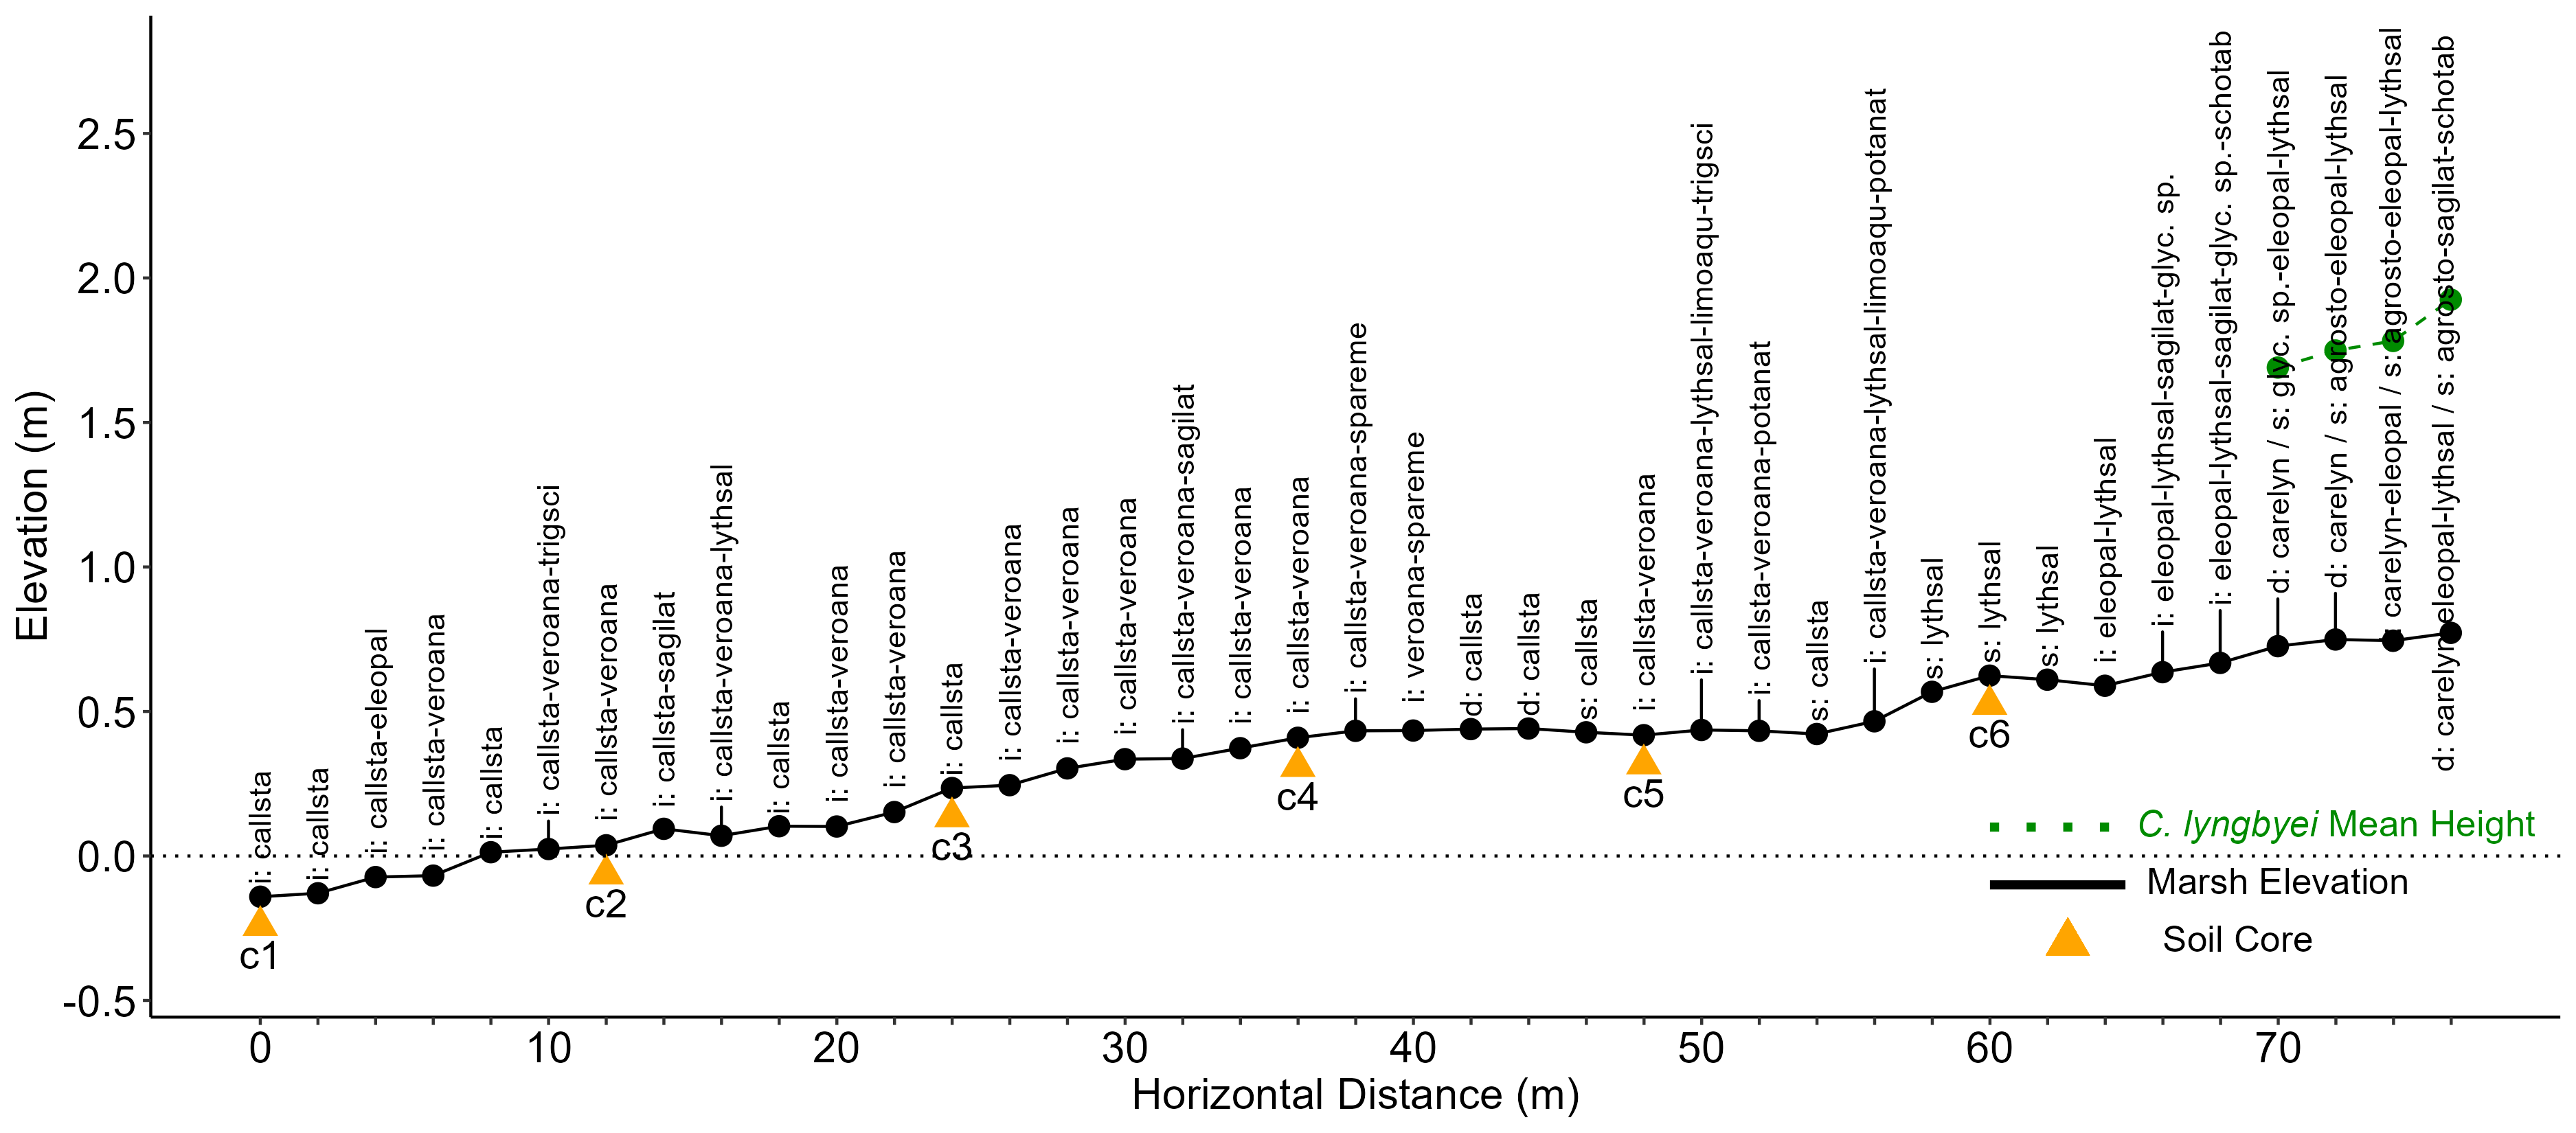 Elevation (m)
2.5
2.0
1.5
1.0
0.5
0.0
-0.5
i: callsta
i: callsta
i: callsta-eleopal
i: callsta-veroana
i: callsta
i: callsta-veroana-trigsci
i: callsta-veroana
i: callsta-sagilat
i: callsta-veroana-lythsal
i: callsta
i: callsta-veroana
i: callsta-veroana
i: callsta
i: callsta-veroana
i: callsta-veroana
i: callsta-veroana
i: callsta-veroana-sagilat
i: callsta-veroana
i: callsta-veroana
i: callsta-veroana-spareme
i: veroana-spareme
d: callsta
d: callsta
s: callsta
i: callsta-veroana
i: callsta-veroana-lythsal-limoaqu-trigsci
i: callsta-veroana-potanat
s: callsta
i: callsta-veroana-lythsal-limoaqu-potanat
s: lythsal
s: lythsal
s: lythsal
i: eleopal-lythsal
i: eleopal-lythsal-sagilat-glyc. sp.
i: eleopal-lythsal-sagilat-glyc. sp.-schotab
d: carelyn / s: glyc. sp.-eleopal-lythsal
d: carelyn / s: agrosto-eleopal-lythsal
carelyn-eleopal / s: agrosto-eleopal-lythsal
d: carelyn-eleopal-lythsal / s: agrosto-sagilat-schotab
c1
c2
c3
c4
c5
c6
C. lyngbyei Mean Height
Marsh Elevation
Soil Core
0 10 20 30 40 50 60 70
Horizontal Distance (m)